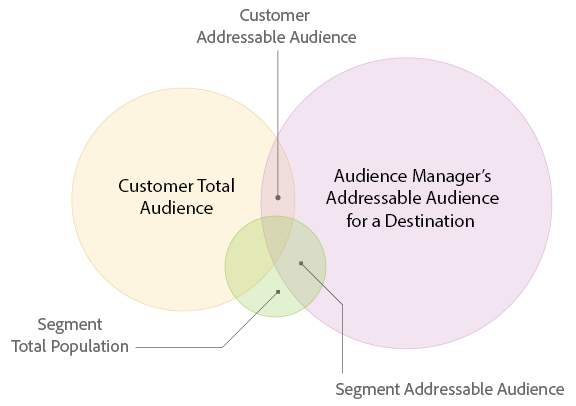 Customer
Addressable Audience
Customer Total
Audience
Audience Manager's
Addressable Audience
for a Destination
Segment
Total Population
Segment Addressable Audience